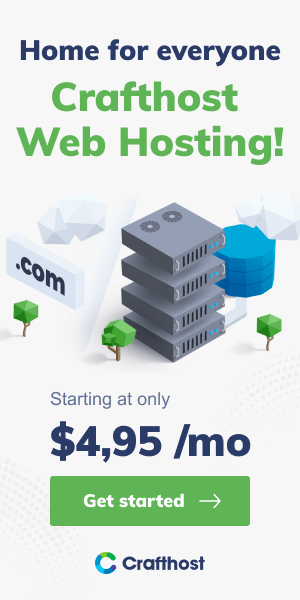 Home for everyone
Crafthost
Web Hosting!
.com
Starting at only
$4,95 /mo
Get started
Crafthost